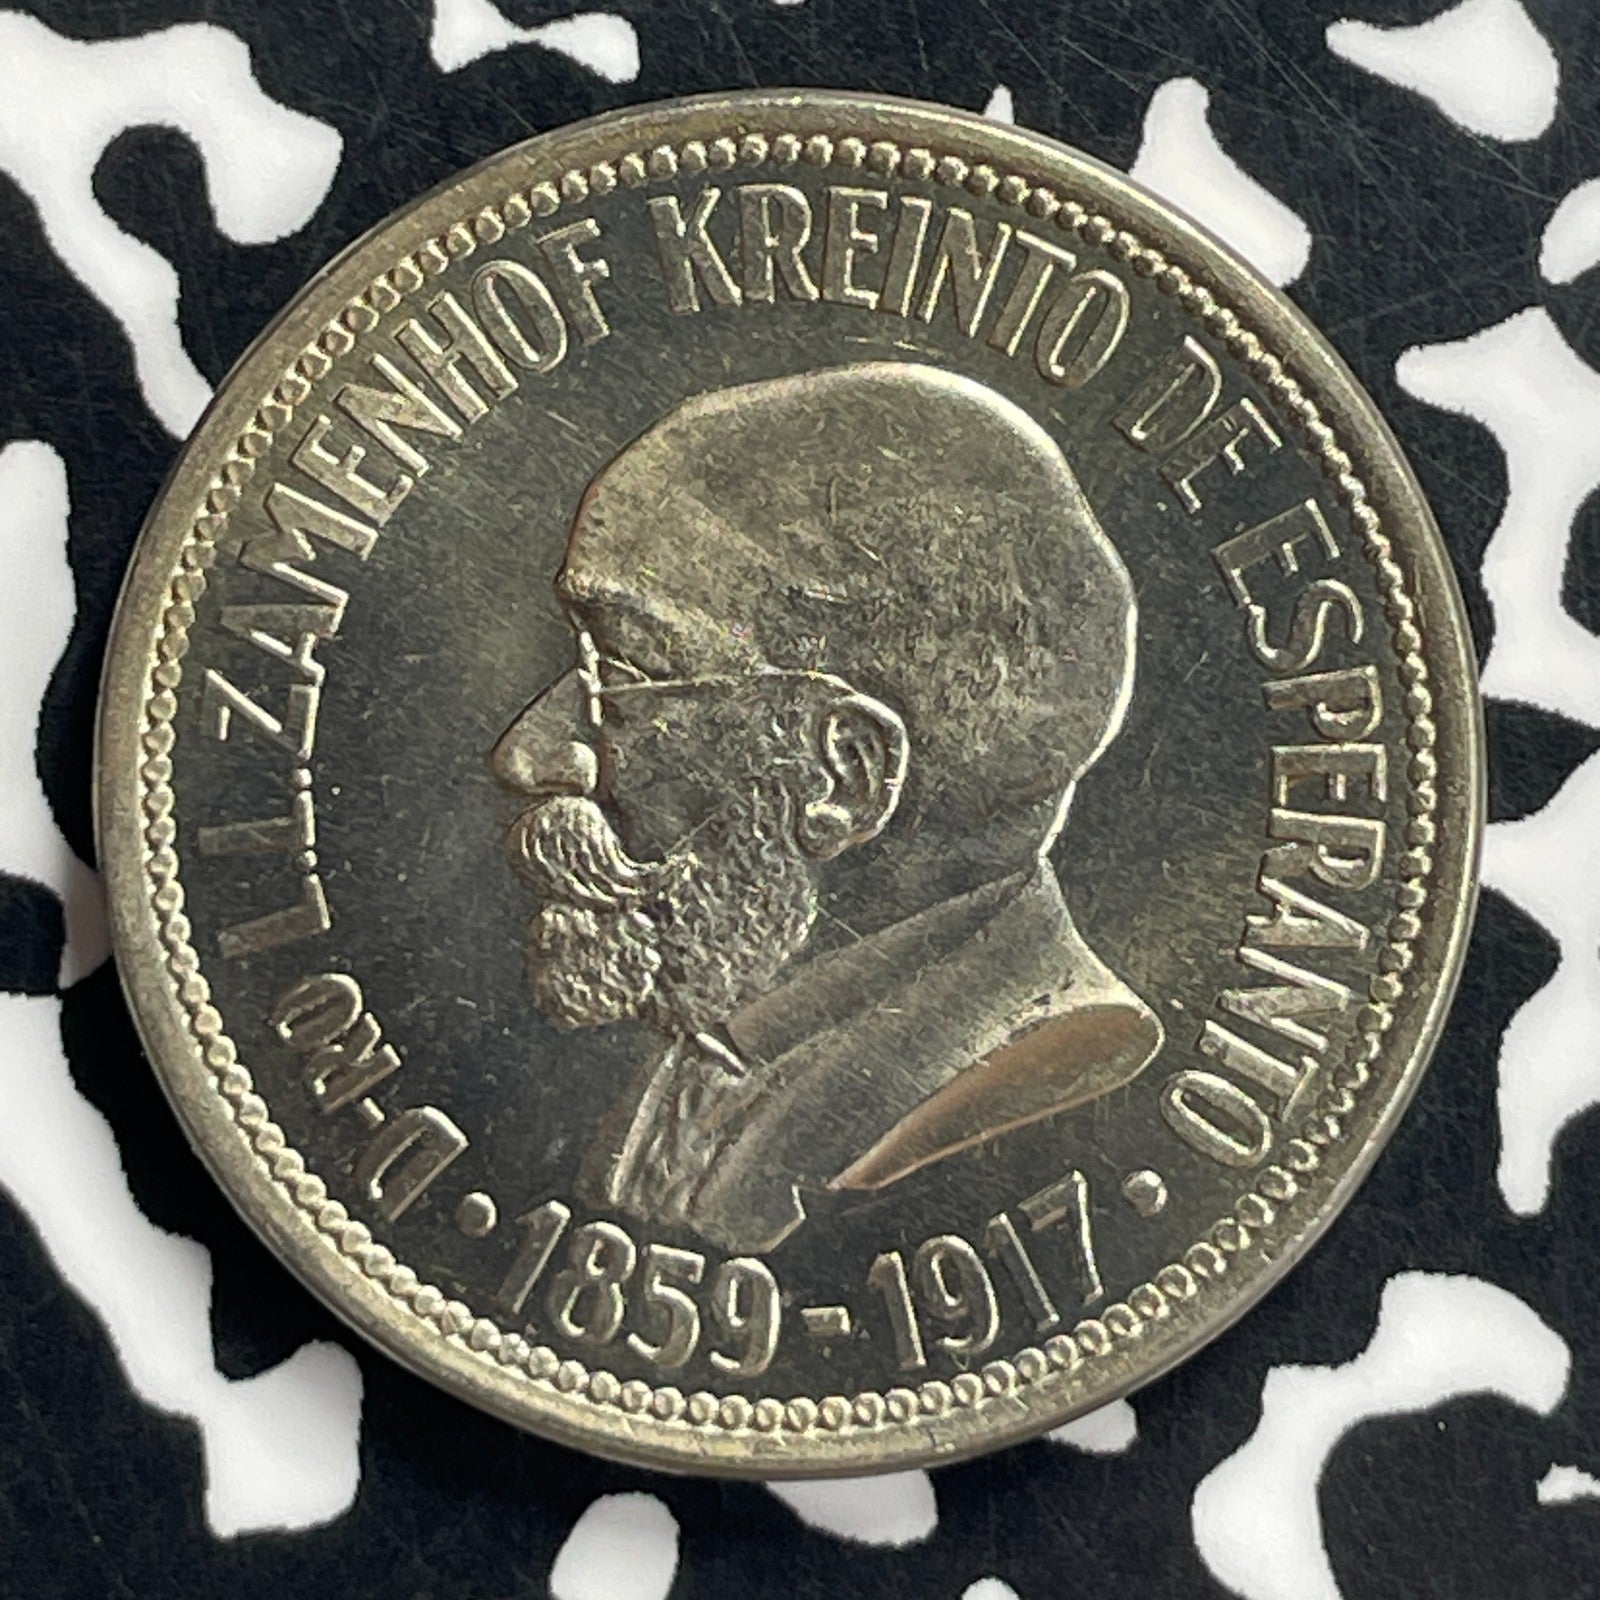 D-RO L.L.ZAMENHOF KREINTO DE ESPERANTO
• 1859-1917 •